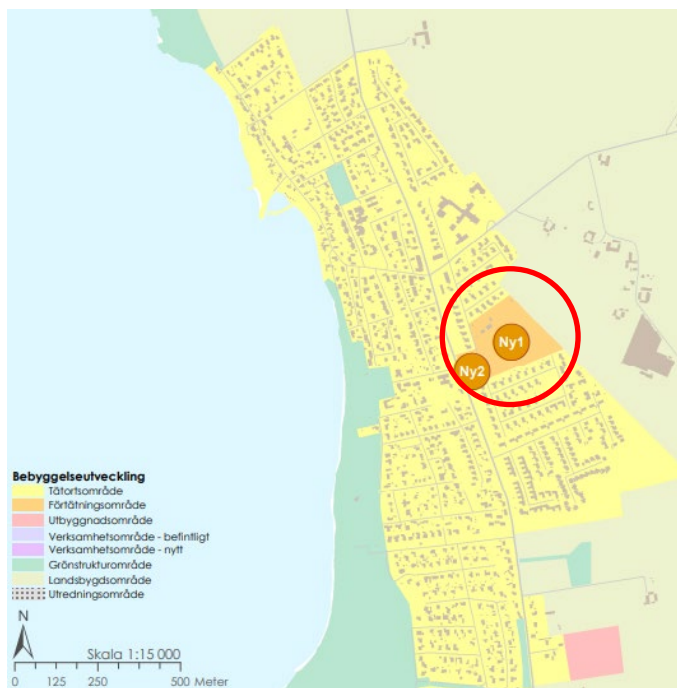 Ny1
Ny2
Bebyggelseutveckling
Tätortsområde
Förtätningsområde
Utbyggnadsområde
Verksamhetsområde - befintligt
Verksamhetsområde - nytt
Grönstrukturområde
Landsbygdsområde
Utredningsområde
N
Skala 1:15 000
0 125 250 500 Meter